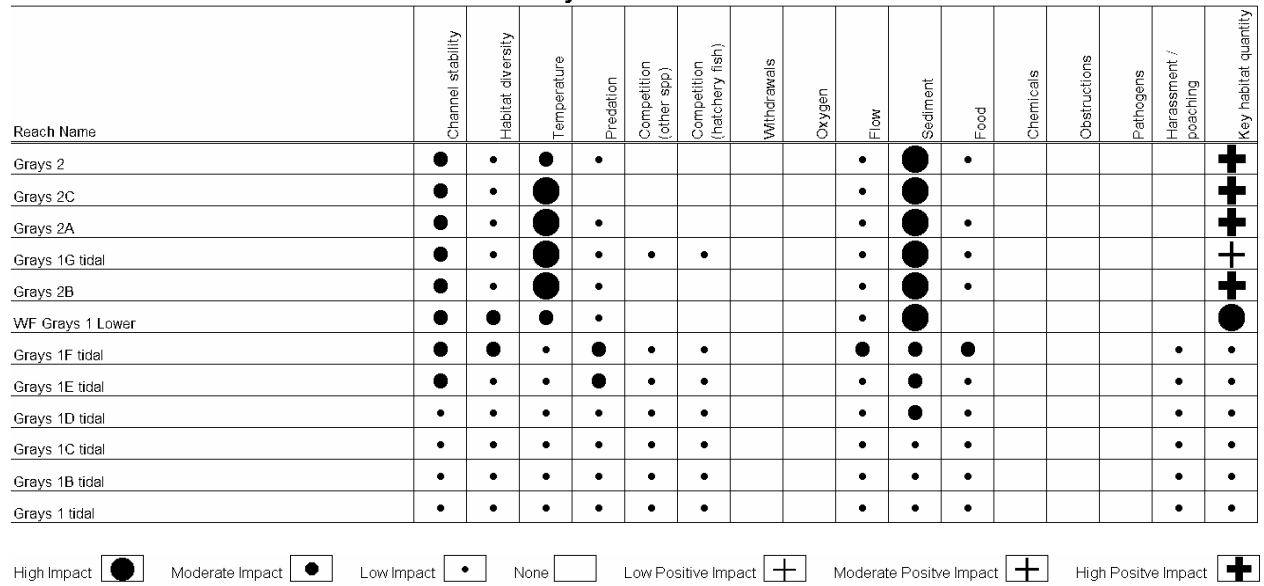 Reach Name
Channel stability
Habitat diversity
Temperature
Predation
Competition
(other spp)
Competition
(hatchery fish)
Withdrawals
Oxygen
Flow
Sediment
Food
Chemicals
Obstructions
Pathogens
Harassment /
poaching
Key habitat quantity
Grays 2
Grays 2C
Grays 2A
Grays 1G tidal
Grays 2B
WF Grays 1 Lower
Grays 1F tidal
Grays 1E tidal
Grays 1D tidal
Grays 1C tidal
Grays 1B tidal
Grays 1 tidal
High Impact Moderate Impact Low Impact None Low Positive Impact Moderate Positve Impact High Positve Impact